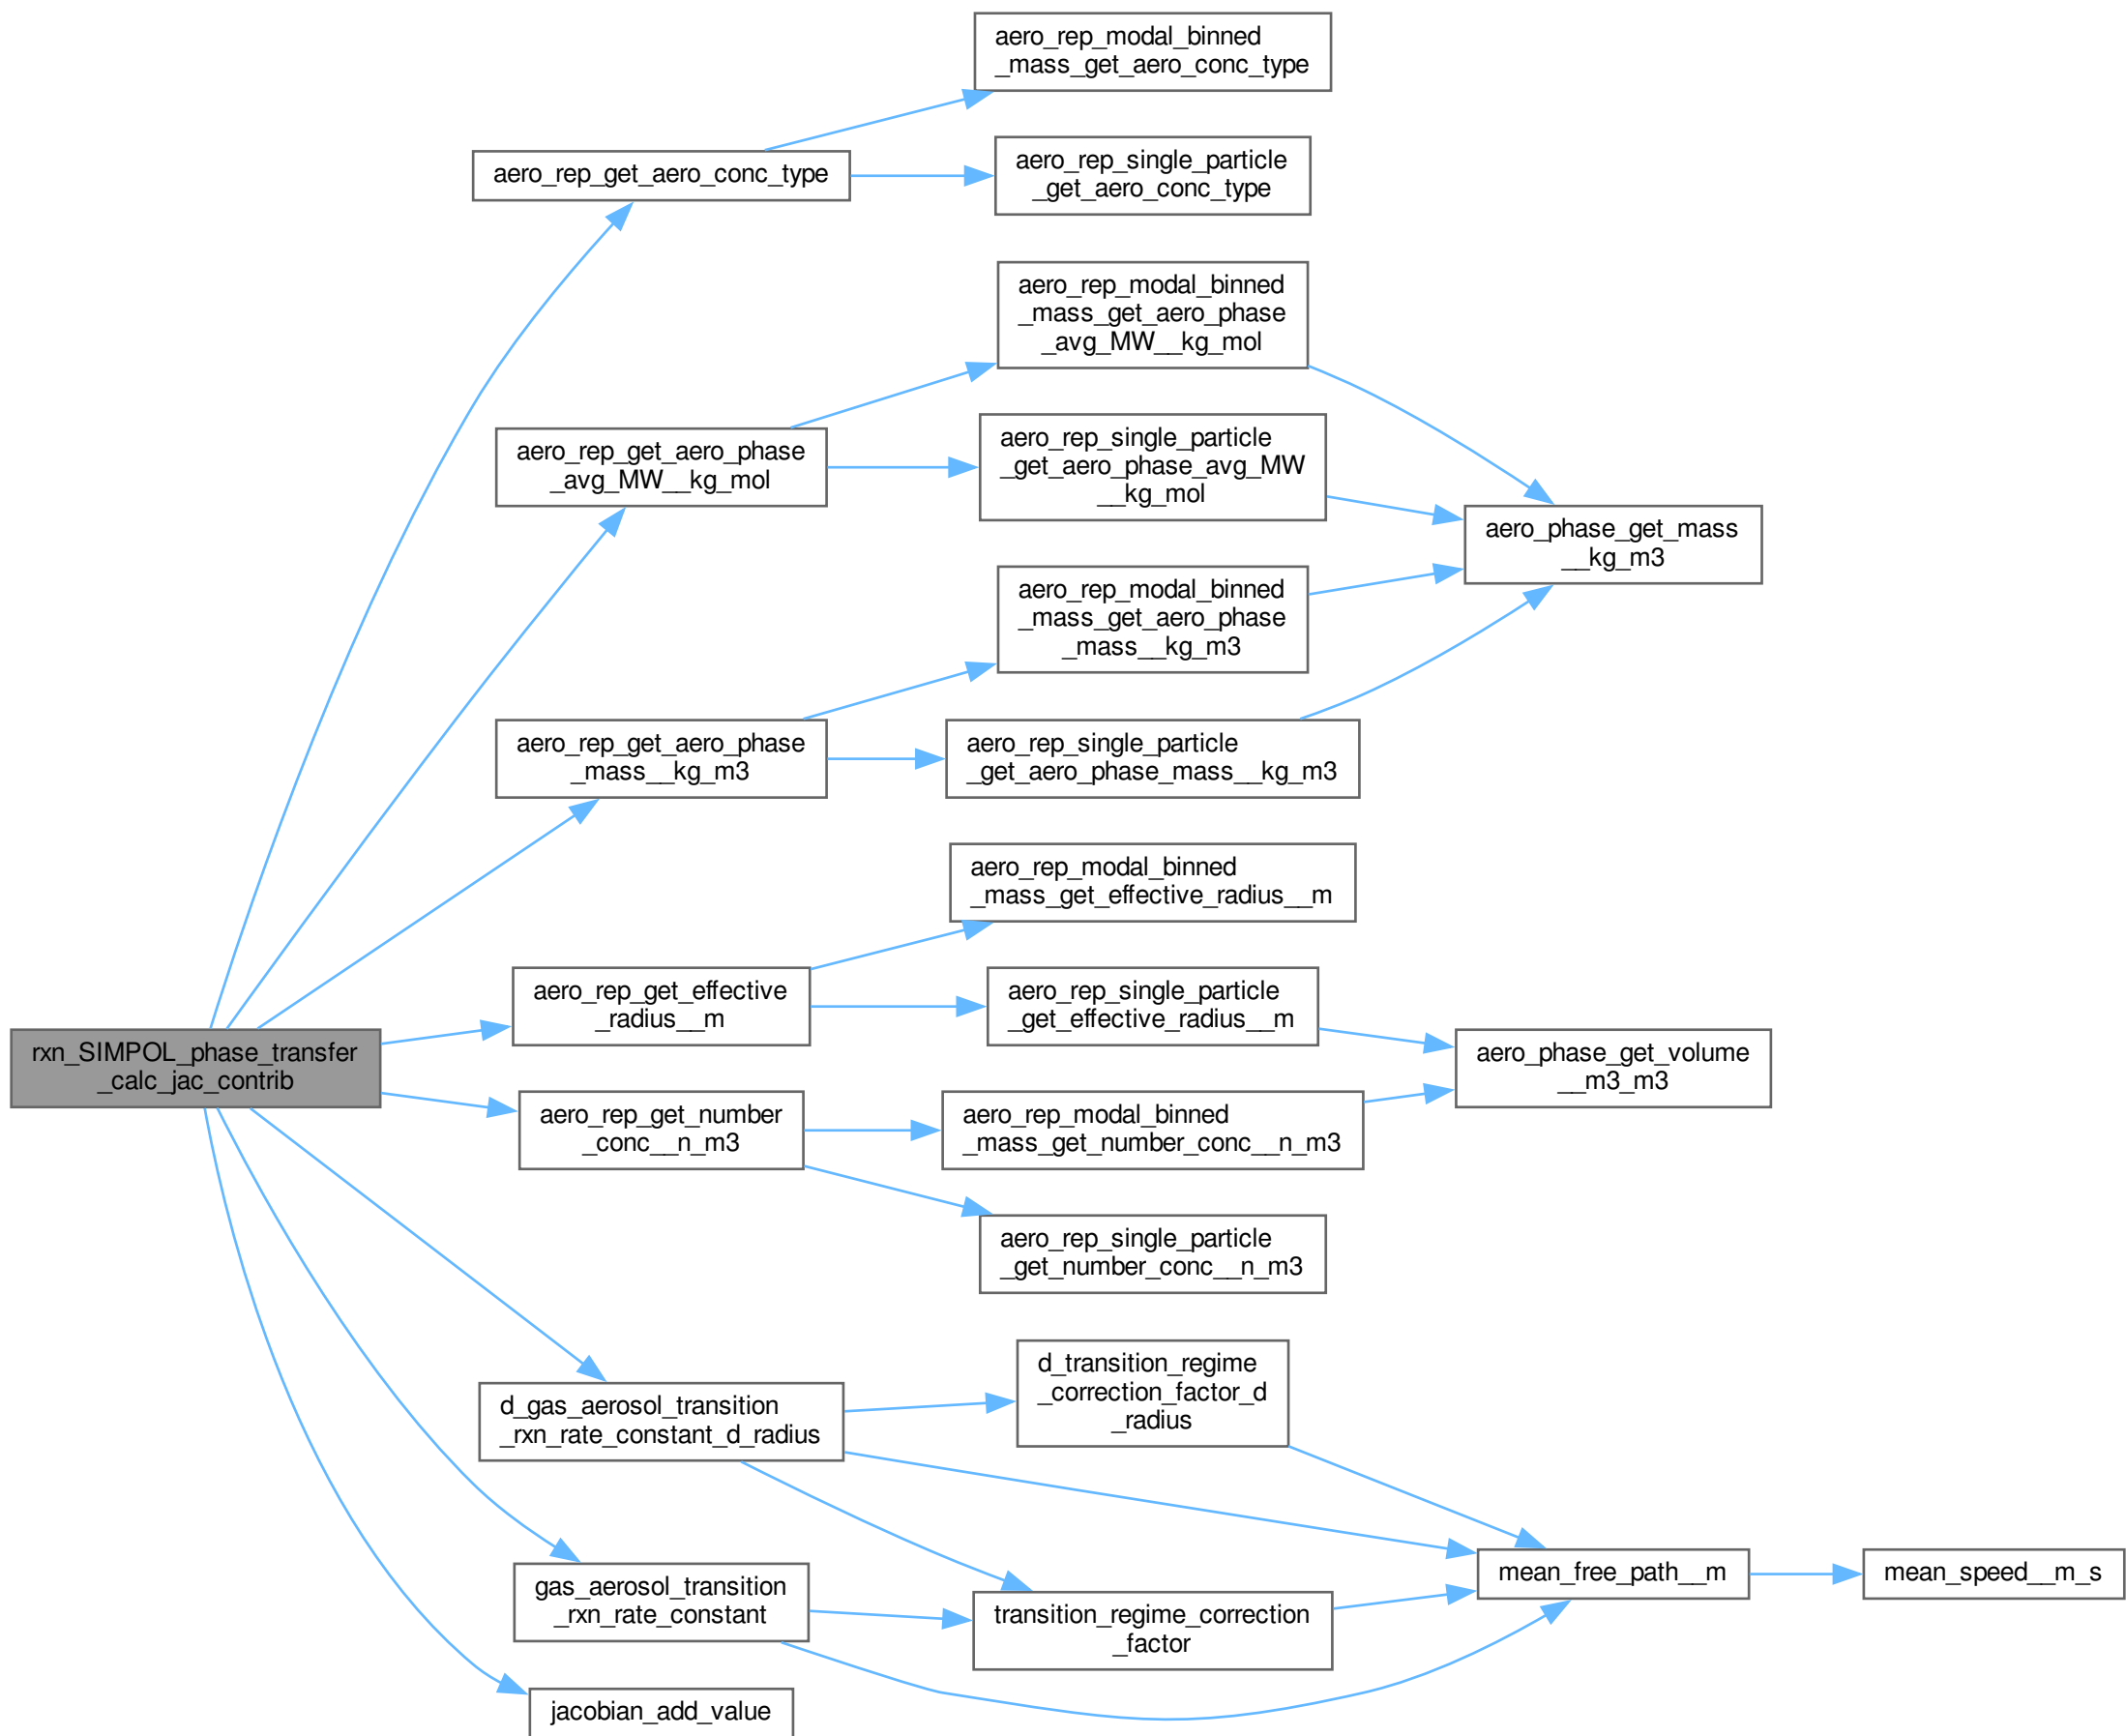 aero_rep_modal_binned
_mass_get_aero_conc_type
aero_rep_get_aero_conc_type
aero_rep_single_particle
_get_aero_conc_type
aero_rep_modal_binned
_mass_get_aero_phase
_avg_MW__kg_mol
aero_rep_get_aero_phase
_avg_MW__kg_mol
aero_rep_single_particle
_get_aero_phase_avg_MW
__kg_mol
aero_phase_get_mass
__kg_m3
aero_rep_modal_binned
_mass_get_aero_phase
_mass__kg_m3
aero_rep_get_aero_phase
_mass__kg_m3
aero_rep_single_particle
_get_aero_phase_mass__kg_m3
aero_rep_modal_binned
_mass_get_effective_radius__m
aero_rep_get_effective
_radius__m
aero_rep_single_particle
_get_effective_radius__m
rxn_SIMPOL_phase_transfer
_calc_jac_contrib
aero_phase_get_volume
__m3_m3
aero_rep_get_number
_conc__n_m3
aero_rep_modal_binned
_mass_get_number_conc__n_m3
aero_rep_single_particle
_get_number_conc__n_m3
d_transition_regime
_correction_factor_d
_radius
d_gas_aerosol_transition
_rxn_rate_constant_d_radius
mean_free_path__m
mean_speed__m_s
gas_aerosol_transition
_rxn_rate_constant
transition_regime_correction
_factor
jacobian_add_value